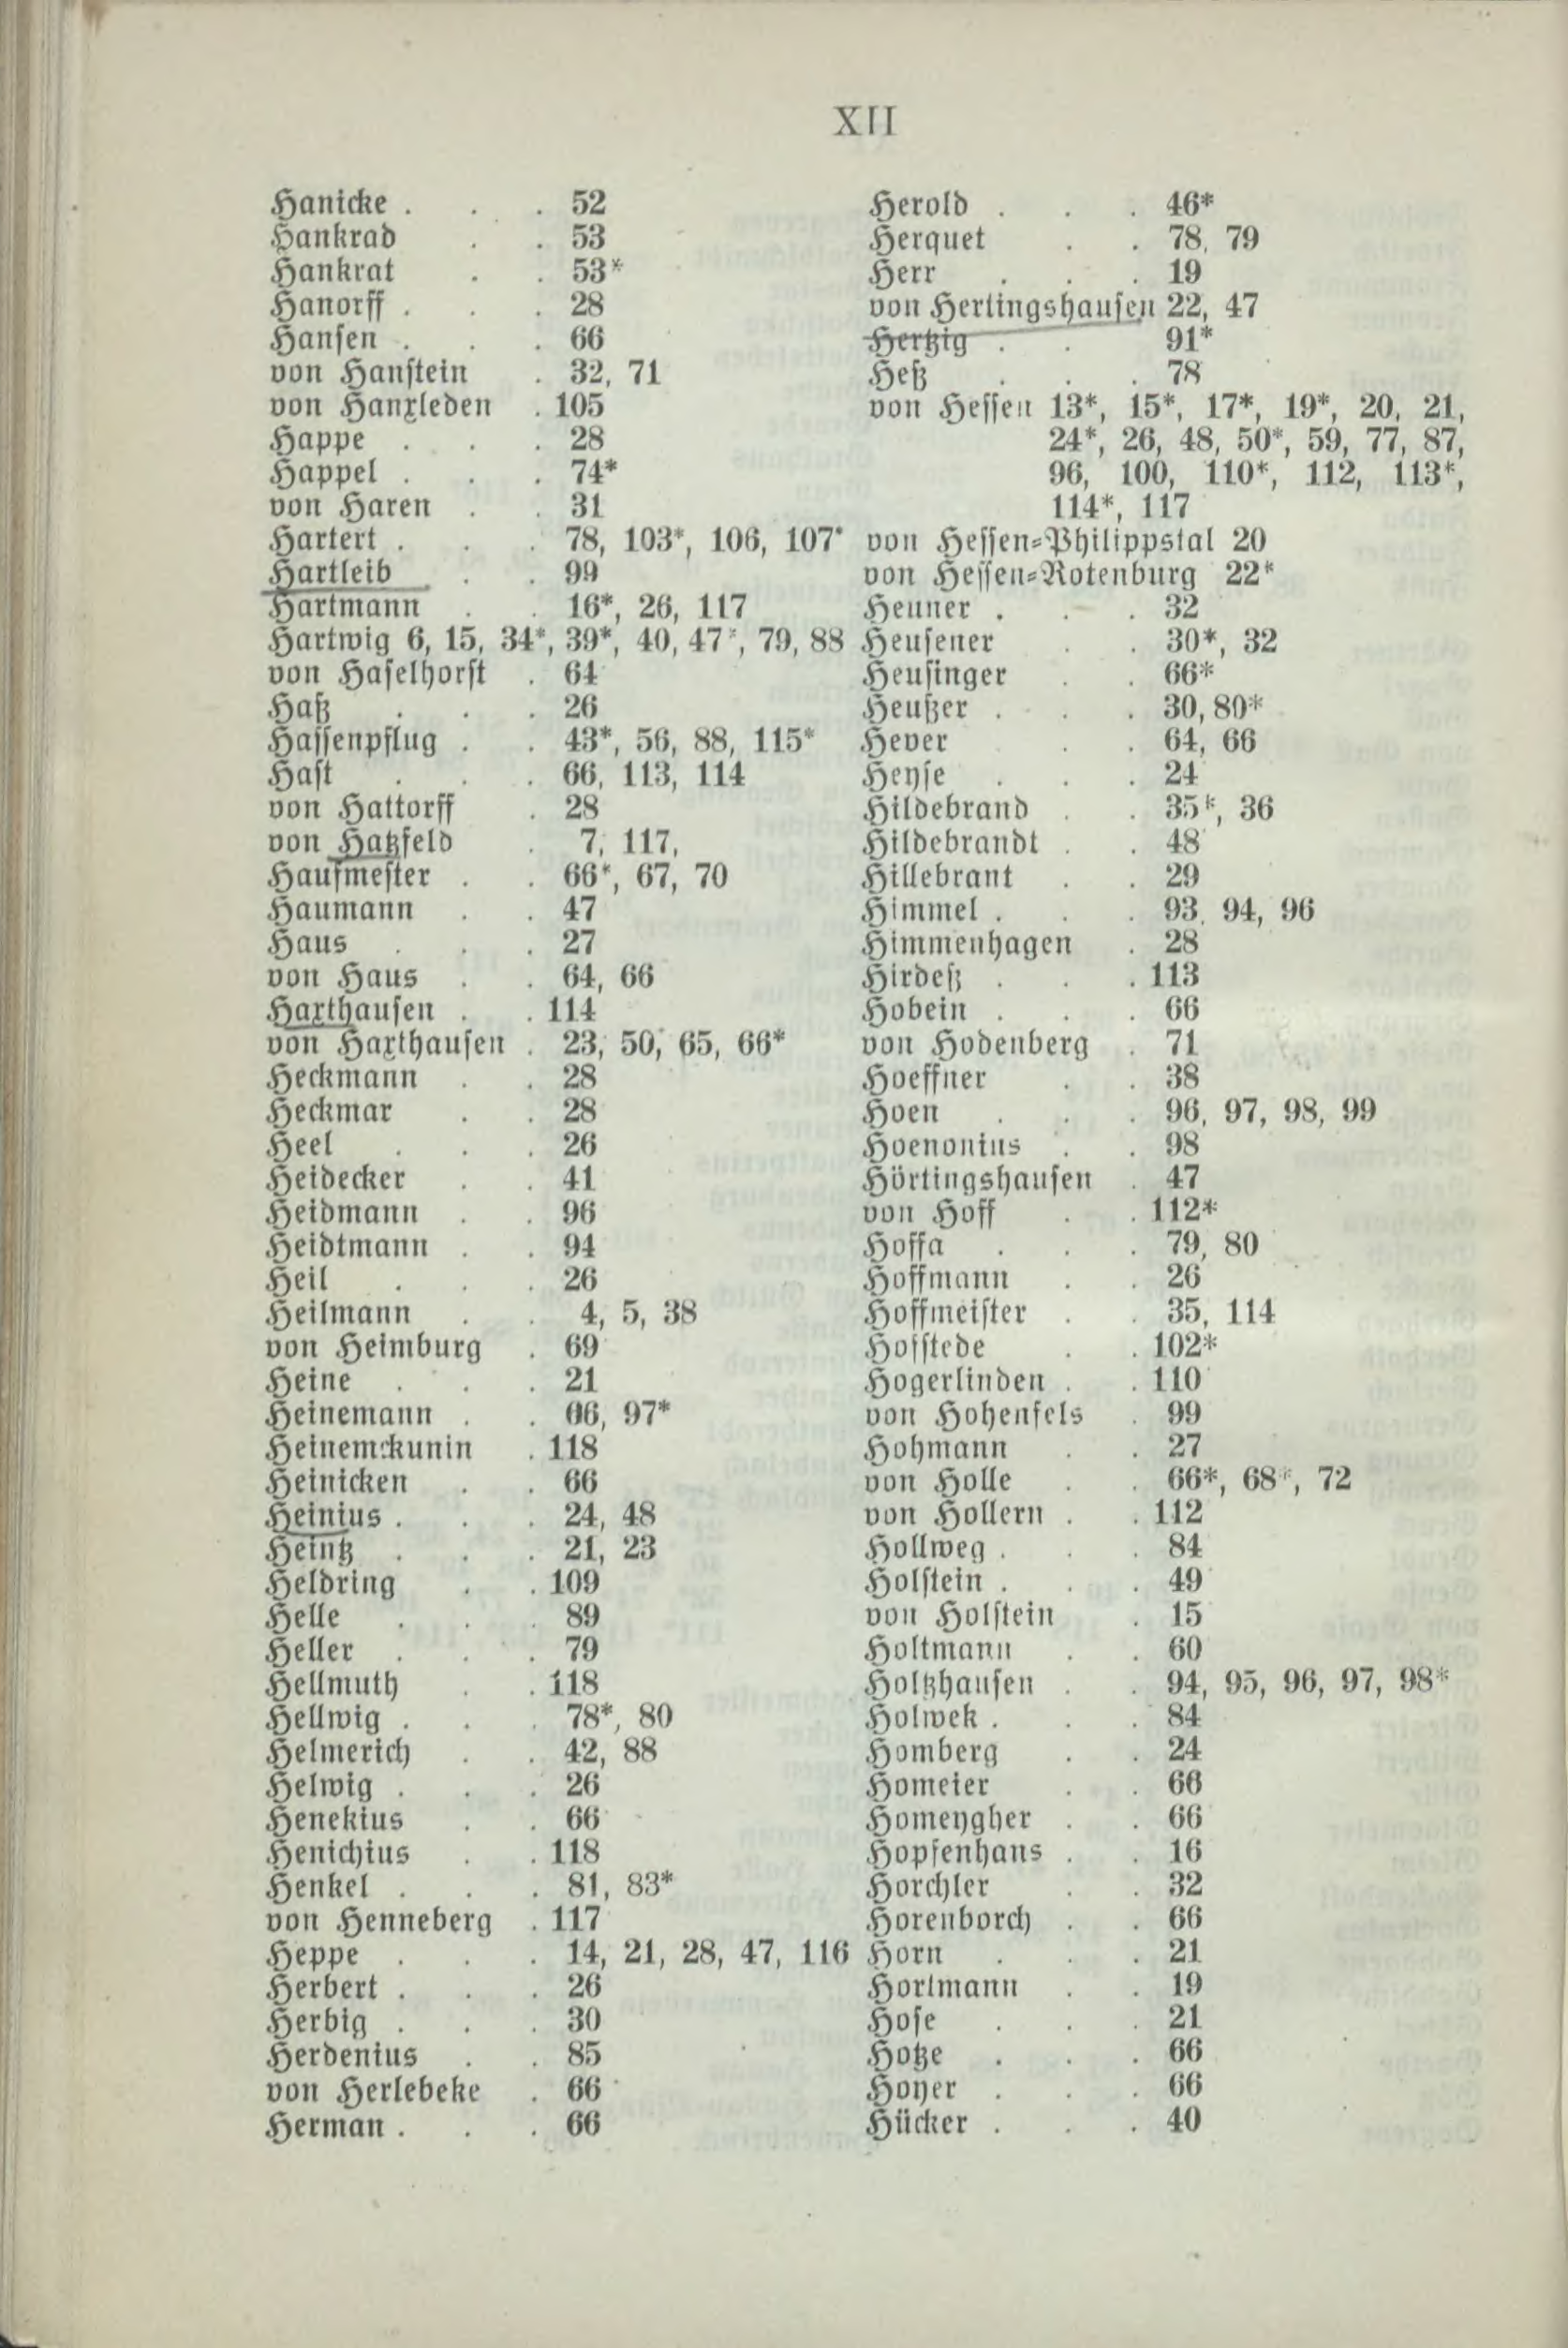 XII
Hanicke . . . 52
Hankrad . . 53
Hankrat . . 53*
Hanorff . . . 28
Hansen . . . 66
von Hanstein . 32, 71
von Hanxleden . 105
Happe . . . 28
Happel . . . 74*
von Haren . . 31
Hartert . . . 78, 103*, 106, 107*
Hartleib . . . 99
Hartmann . . 16*, 26, 117
Hartwig 6, 15, 34*, 39*, 40, 47*, 79, 88
von Haselhorst . 64
Haß . . . 26
Hassenpflug . . 43*, 56, 88, 115*
Hast . . . 66, 113, 114
von Hattorff . 28
von Hatzfeld . 7, 117,
Haufmester . . 66*, 67, 70
Haumann . . 47
Haus . . . 27
von Haus . . 64, 66
Harthausen . . 114
von Haxthausen . 23, 50, 65, 66*
Heckmann . . 28
Heckmar . . 28
Heel . . . 26
Heidecker . . 41
Heidmann . . 96
Heidtmann . . 94
Heil . . . 26
Heilmann . . 4, 5, 38
von Heimburg . 69
Heine . . . 21
Heinemann . . 66, 97*
Heinemckunin . 118
Heinicken . . 66
Heinius . . . 24, 48
Heintz . . . 21, 23
Heldring . . 109
Helle . . . 89
Heller . . . 79
Hellmuth . . 118
Hellwig . . . 78*, 80
Helmerich . . 42, 88
Helwig . . . 26
Henekius . . 66
Henichius . . 118
Henkel . . . 81, 83*
von Henneberg . 117
Heppe . . . 14, 21, 28, 47, 116
Herbert . . . 26
Herbig . . . 30
Herdenius . . 85
von Herlebeke . 66
Herman . . . 66
Herold . . . 46*
Herquet . . 78, 79
Herr . . . 19
von Hertingshausen 22, 47
Hertzig . . 91*
Heß . . . 78
von Hessen 13*, 15*, 17*, 19*, 20, 21,
24*, 26, 48, 50*, 59, 77, 87,
96, 100, 110*, 112, 113*,
114*, 117
von Hessen-Philippstal 20
von Hessen-Rotenburg 22*
Heuner . . . 32
Heusener . . 30*, 32
Heusinger . . 66*
Heußer . . . 30, 80*
Hever . . 64, 66
Heyse . . . 24
Hildebrand . . 35*, 36
Hildebrandt . . 48
Hillebrant . . 29
Himmel . . . 93, 94, 96
Himmenhagen . 28
Hirdeß . . . 113
Hobein . . . 66
von Hodenberg . 71
Hoeffner . . 38
Hoen . . . 96, 97, 98, 99
Hoenonius . . 98
Hörtingshausen . 47
von Hoff . . 112*
Hoffa . . . 79, 80
Hoffmann . . 26
Hoffmeister . . 35, 114
Hofstede . . 102*
Hogerlinden . . 110
von Hohenfels . 99
Hohmann . . 27
von Holle . . 66*, 68*, 72
von Hollern . . 112
Hollweg . . . 84
Holstein . . . 49
von Holstein . 15
Holtmann . . 60
Holtzhausen . . 94, 95, 96, 97, 98*
Holwek . . . 84
Homberg . . 24
Homeier . . 66
Homeygher . . 66
Hopfenhans . . 16
Horchler . . 32
Horenborch . . 66
Horn . . . 21
Hortmann . . 19
Hose . . . 21
Hotze . . . 66
Hoyer . . . 66
Hücker . . . 40